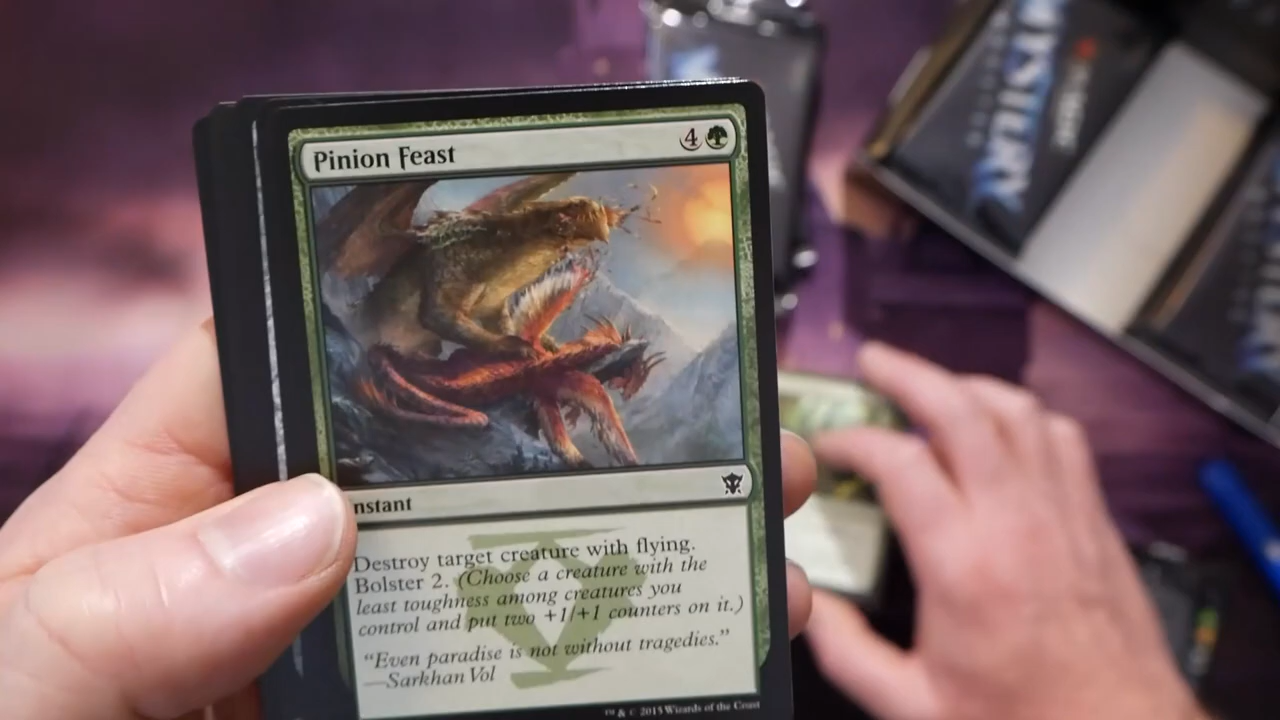 Pinion Feast
4
nstant
Destroy target creature with flying.
Bolster 2. (Choose a creature with the
least toughness among creatures you
control and put two +1/+1 counters on it.)
“Even paradise is not without tragedies.”
—Sarkhan Vol
™ & © 2015 Wizards of the Coast